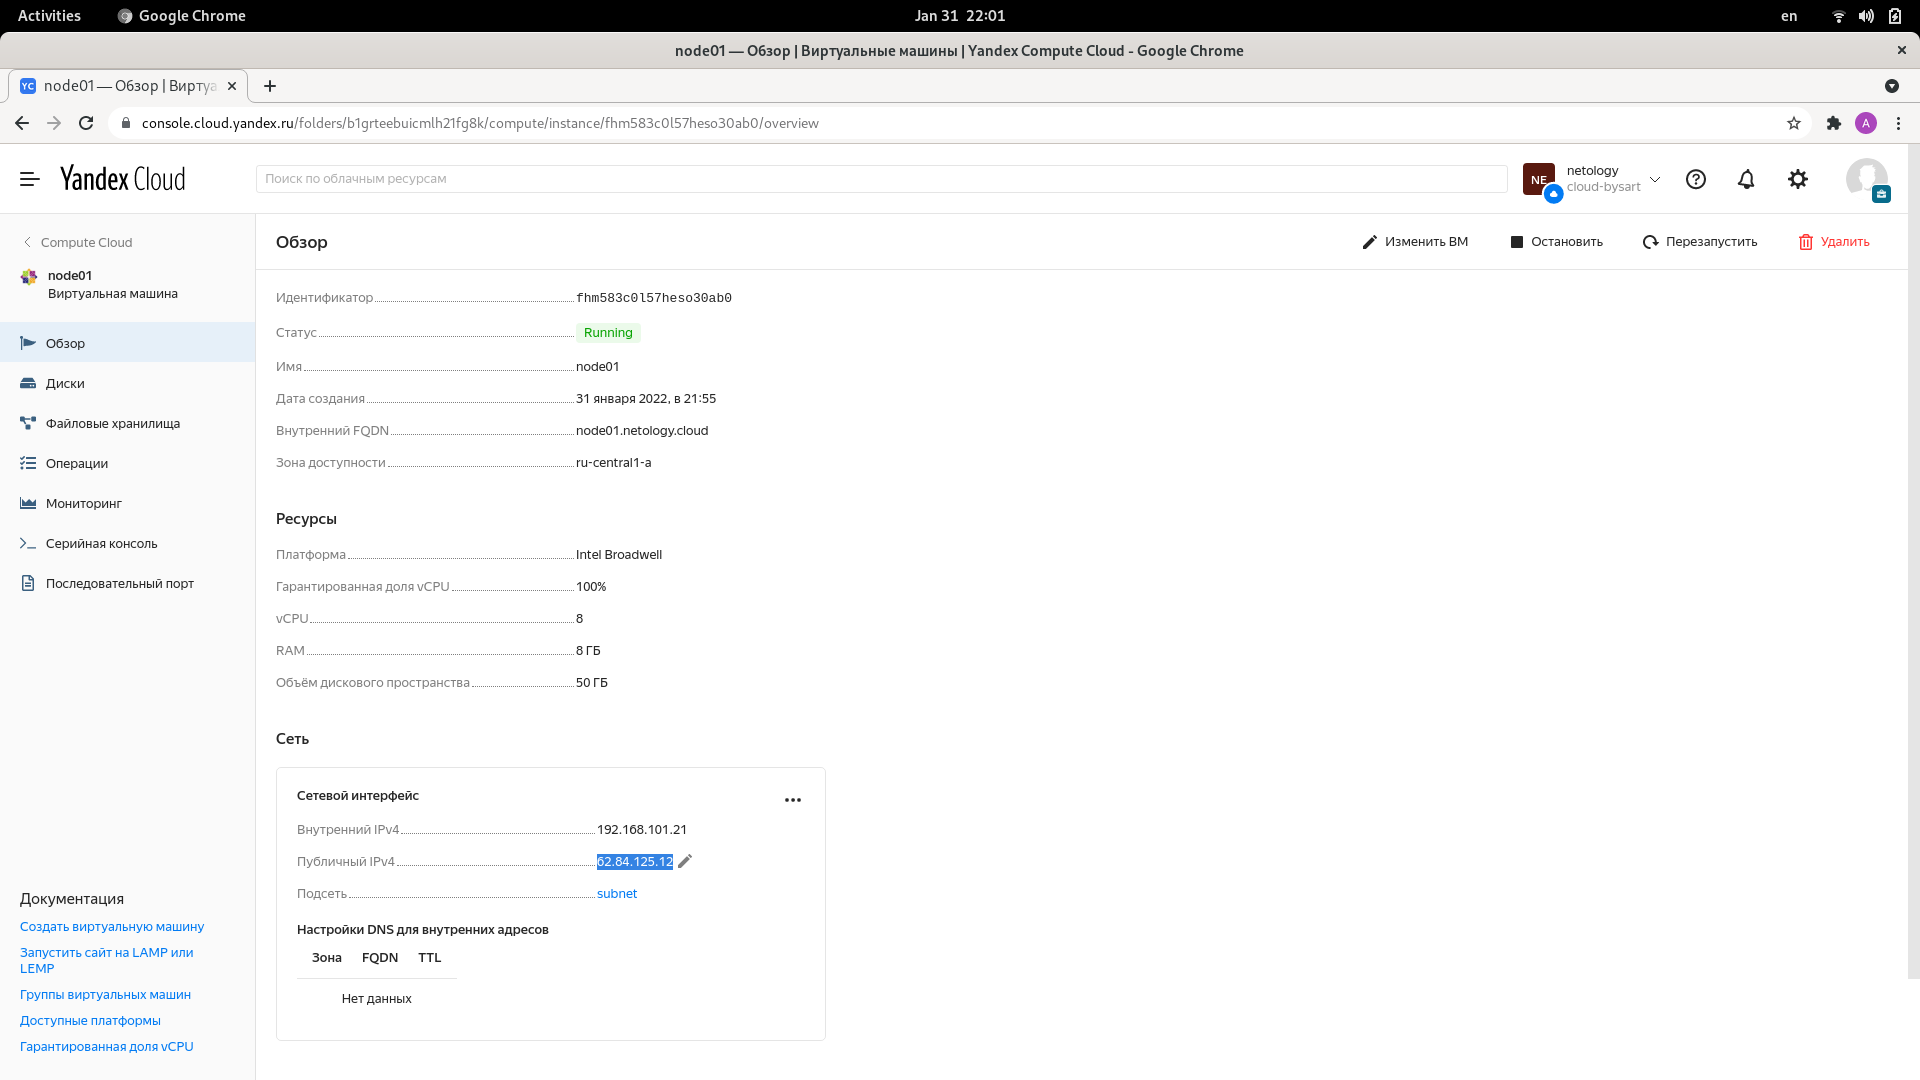 Activities
Google Chrome
Jan 31 22:01
en
node01 — Обзор | Виртуальные машины | Yandex Compute Cloud - Google Chrome
YC node01 — Обзор | Вирту
console.cloud.yandex.ru/folders/b1grteebuicmlh21fg8k/compute/instance/fhm583c0l57heso30ab0/overview
A
Yandex Cloud
Поиск по облачным ресурсам
NE
netology
cloud-bysart
Compute Cloud
node01
Виртуальная машина
Обзор
Диски
Файловые хранилища
Операции
Мониторинг
Серийная консоль
Последовательный порт
Документация
Создать виртуальную машину
Запустить сайт на LAMP или
LEMP
Группы виртуальных машин
Доступные платформы
Гарантированная доля vCPU
Обзор
Изменить ВМ
Остановить
Перезапустить
Удалить
Идентификатор fhm583c0l57heso30ab0
Статус Running
Имя node01
Дата создания 31 января 2022, в 21:55
Внутренний FQDN node01.netology.cloud
Зона доступности ru-central1-a
Ресурсы
Платформа Intel Broadwell
Гарантированная доля vCPU 100%
vCPU 8
RAM 8 ГБ
Объём дискового пространства 50 ГБ
Сеть
Сетевой интерфейс
Внутренний IPv4 192.168.101.21
Публичный IPv4 62.84.125.12
Подсеть subnet
Настройки DNS для внутренних адресов
Зона FQDN TTL
Нет данных